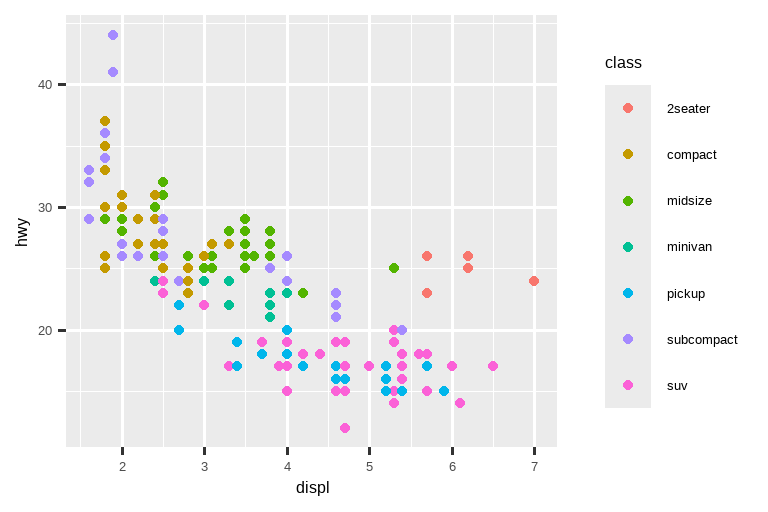 hwy
40
30
20
2 3 4 5 6 7
displ
class
2seater
compact
midsize
minivan
pickup
subcompact
suv